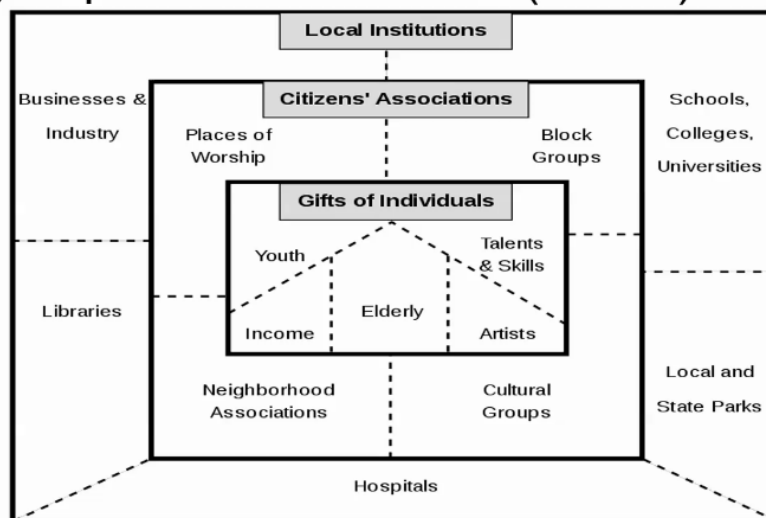 Local Institutions
Businesses &
Industry
Citizens' Associations
Schools,
Colleges,
Universities
Places of
Worship
Block
Groups
Gifts of Individuals
Youth
Talents
& Skills
Libraries
Elderly
Income
Artists
Local and
State Parks
Neighborhood
Associations
Cultural
Groups
Hospitals